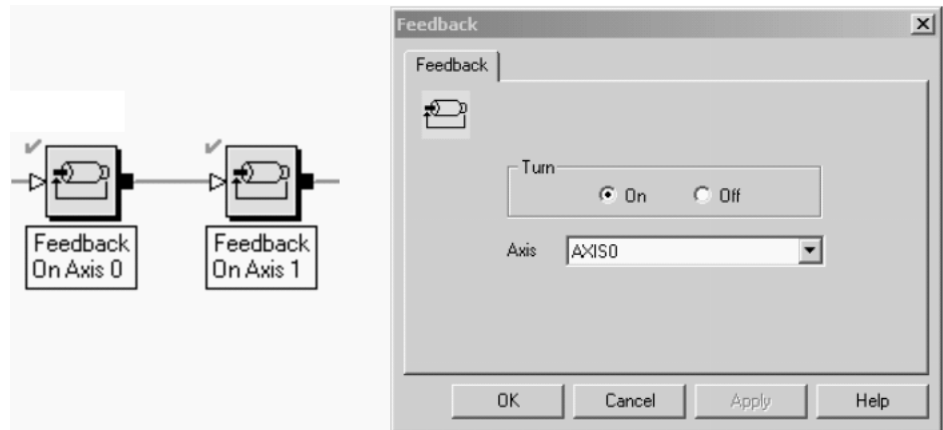 Feedback
On Axis 0
Feedback
On Axis 1
Feedback
Feedback
Turn
On
Off
Axis
AXIS0
OK
Cancel
Apply
Help